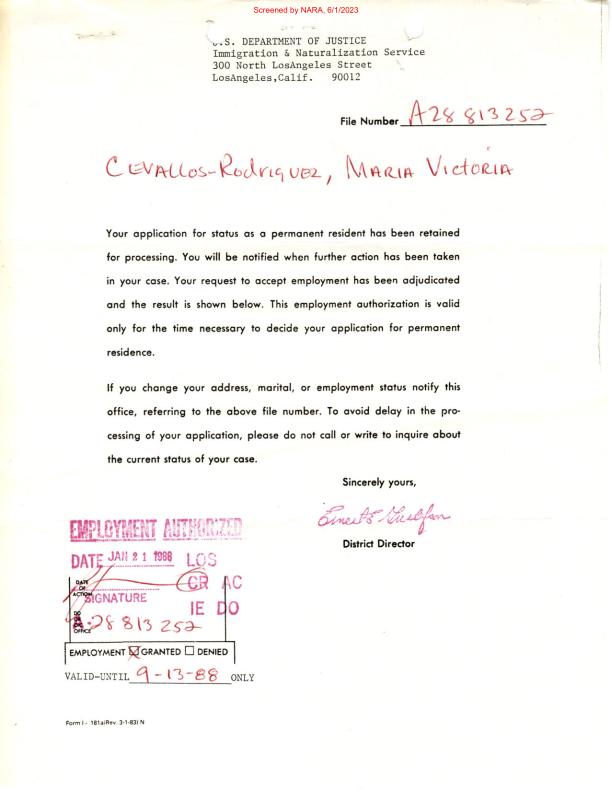 Screened by NARA, 6/1/2023
U.S. DEPARTMENT OF JUSTICE
Immigration & Naturalization Service
300 North LosAngeles Street
LosAngeles,Calif. 90012
File Number A28 813 252
CEVALLOS-RODRIGUEZ, MARIA VICTORIA
Your application for status as a permanent resident has been retained
for processing. You will be notified when further action has been taken
in your case. Your request to accept employment has been adjudicated
and the result is shown below. This employment authorization is valid
only for the time necessary to decide your application for permanent
residence.
If you change your address, marital, or employment status notify this
office, referring to the above file number. To avoid delay in the pro-
cessing of your application, please do not call or write to inquire about
the current status of your case.
Sincerely yours,
District Director
EMPLOYMENT AUTHORIZED
DATE JAN 21 1988 LOS
DATE OF ACTION GR AC
SIGNATURE
IE DO
DO OR OFFICE 28 813 252
EMPLOYMENT ☒ GRANTED ☐ DENIED
VALID-UNTIL 9-13-88 ONLY
Form I-.181a(Rev. 3-1-83) N